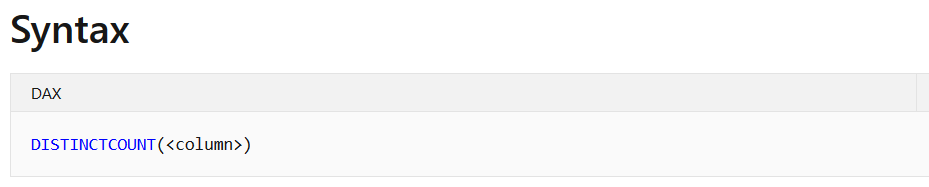 Syntax
DAX
DISTINCTCOUNT(<column>)